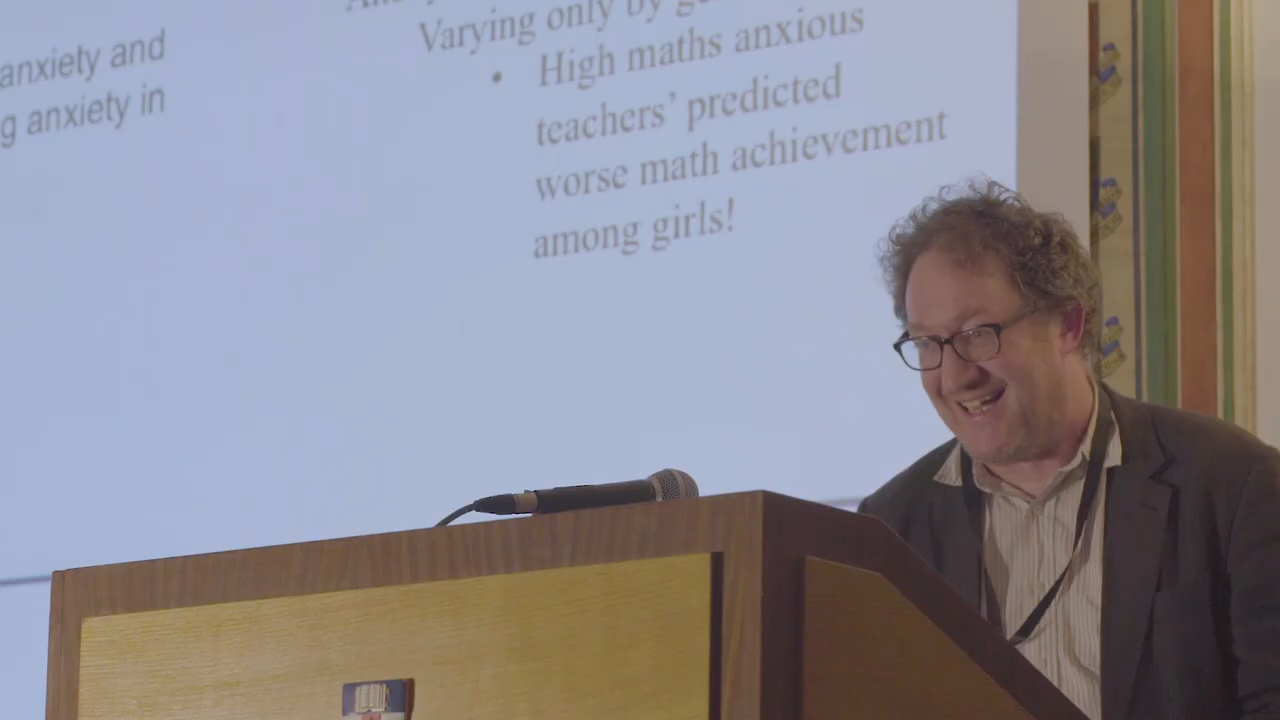 anxiety and
g anxiety in
Varying only by
• High maths anxious
teachers’ predicted
worse math achievement
among girls!